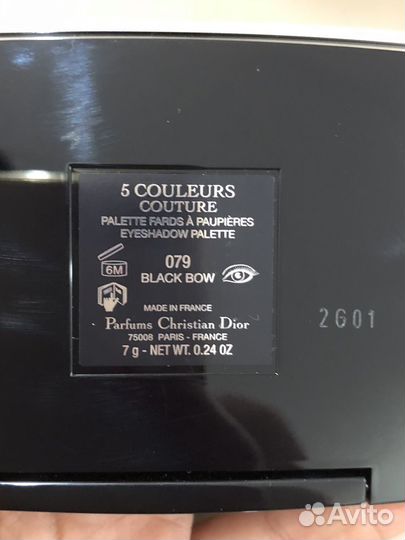 5 COULEURS
COUTURE
PALETTE FARDS À PAUPIÈRES
EYESHADOW PALETTE
079
BLACK BOW
6M
MADE IN FRANCE
Parfums Christian Dior
75008 PARIS - FRANCE
7 g - NET WT. 0.24 OZ
2G01
Avito